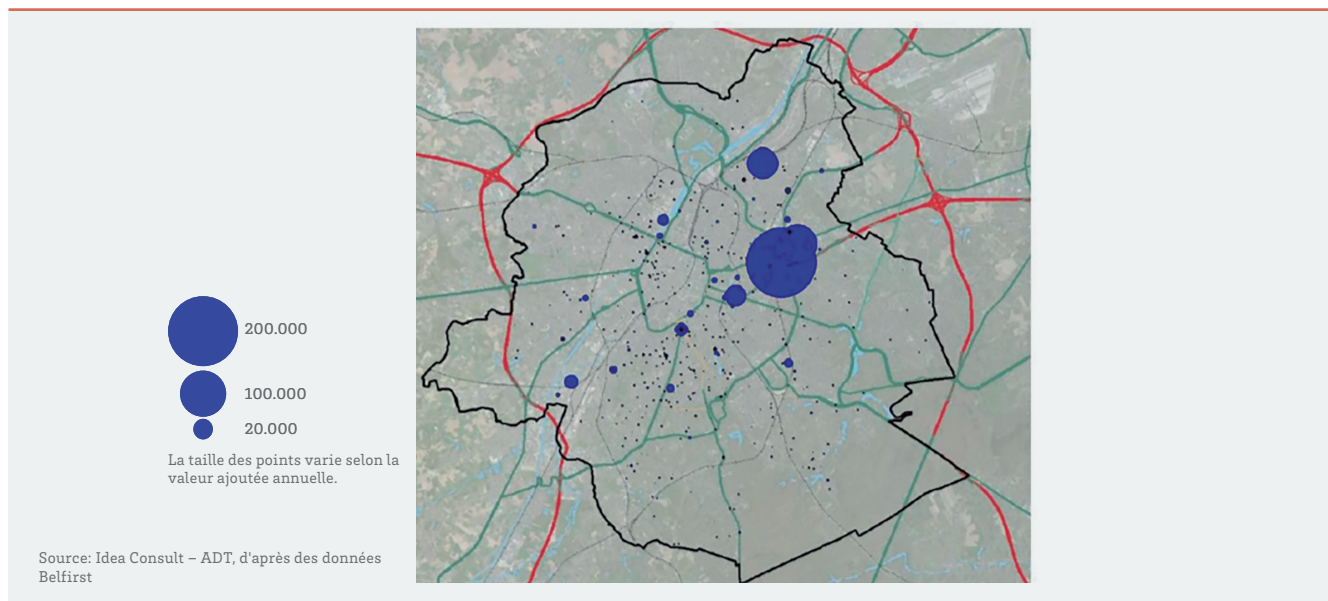 200.000
100.000
20.000
La taille des points varie selon la
valeur ajoutée annuelle.
Source: Idea Consult – ADT, d'après des données
Belfirst